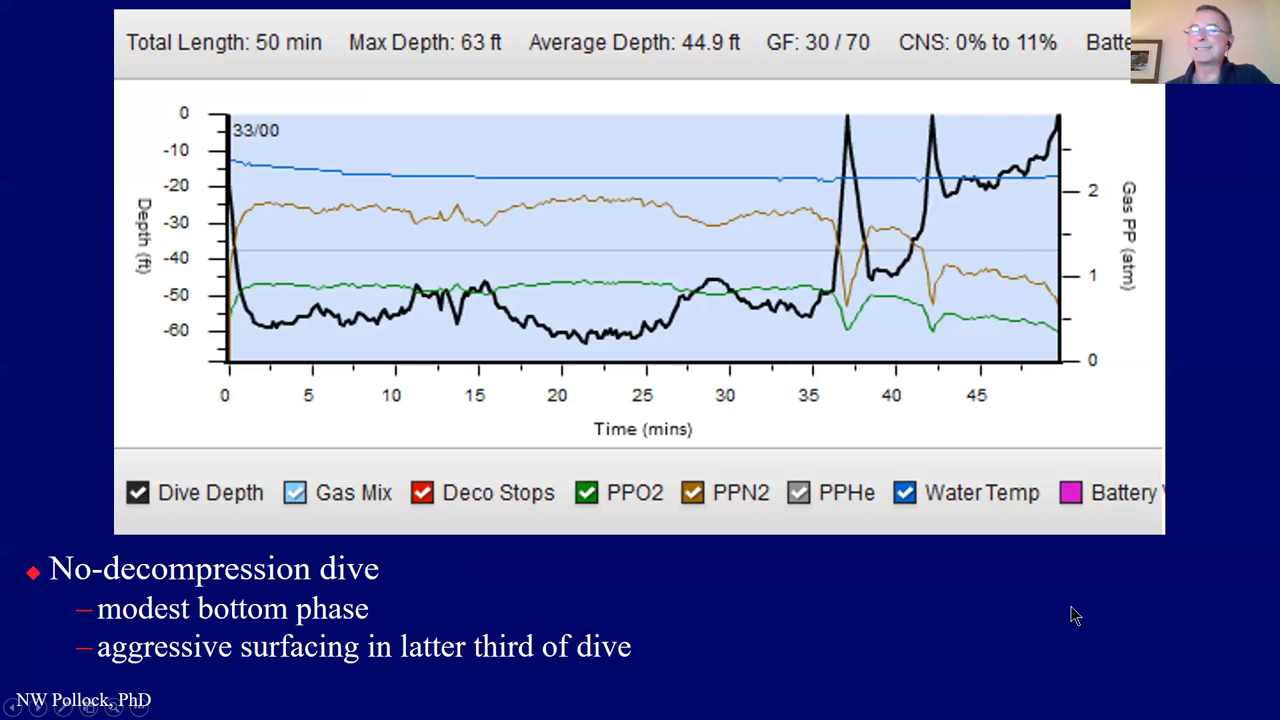 Total Length: 50 min Max Depth: 63 ft Average Depth: 44.9 ft GF: 30 / 70 CNS: 0% to 11% Batte
33/00
0
-10
-20
-30
-40
-50
-60
Depth (ft)
2
1
0
Gas PP (atm)
0 5 10 15 20 25 30 35 40 45
Time (mins)
Dive Depth Gas Mix Deco Stops PPO2 PPN2 PPHe Water Temp Battery
No-decompression dive
– modest bottom phase
– aggressive surfacing in latter third of dive
NW Pollock, PhD